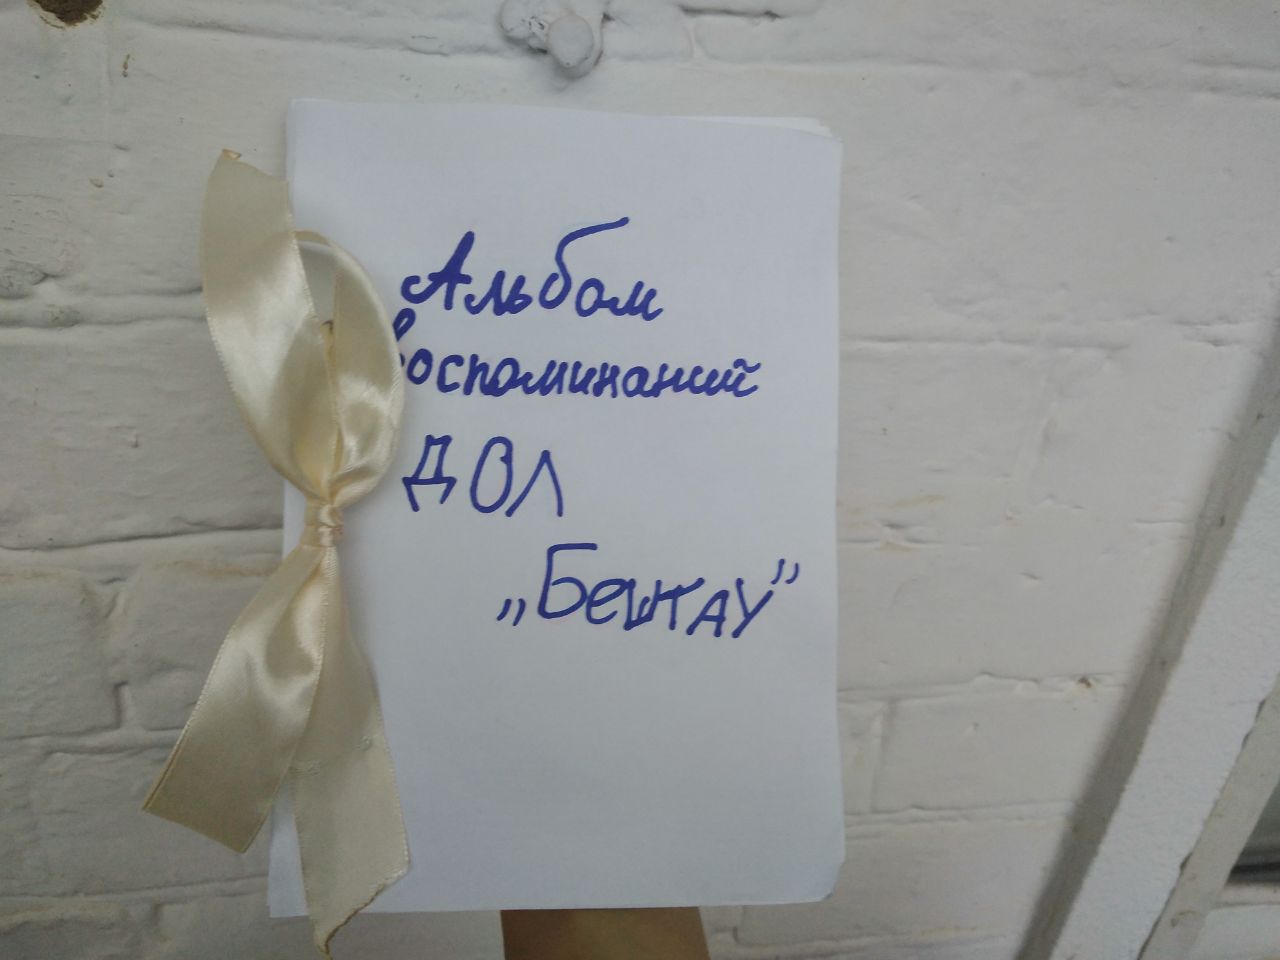 Альбом
воспоминаний
ДОЛ
„Бештау”